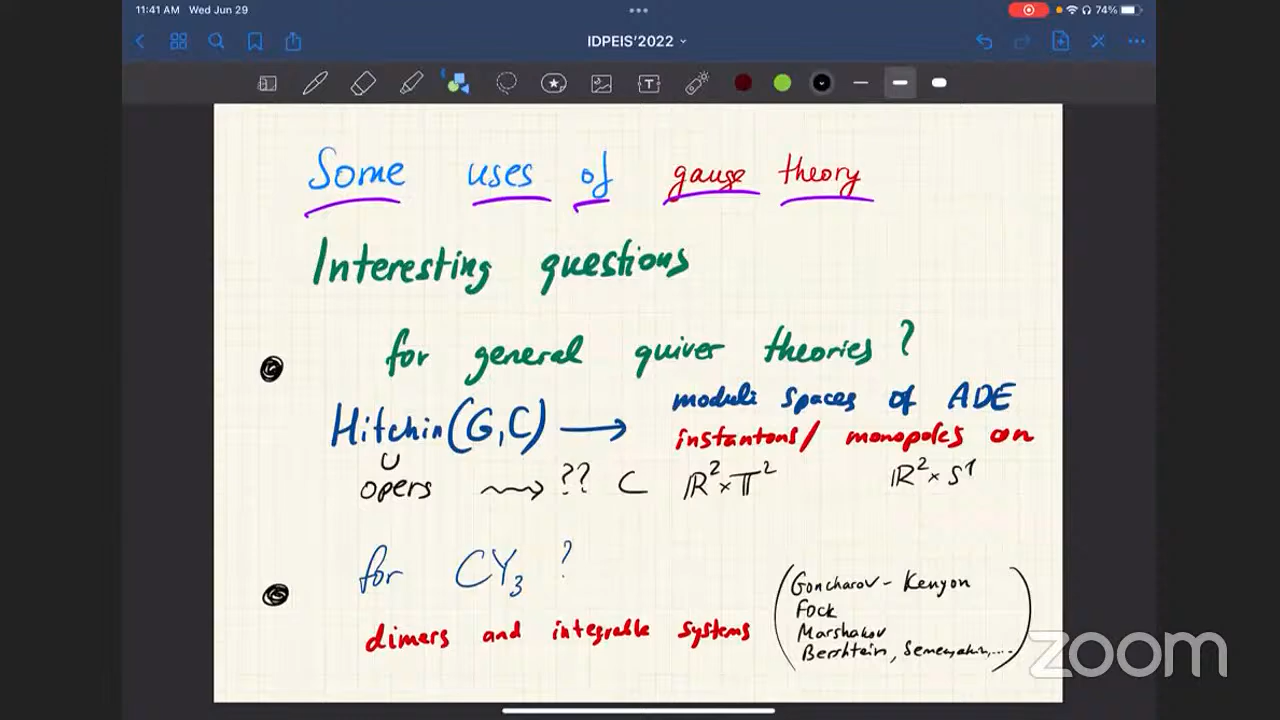 11:41 AM Wed Jun 29
74%
IDPEIS'2022
Some uses of gauge theory
Interesting questions
for general quiver theories ?
Hitchin(G,C) → moduli spaces of ADE
instantons/ monopoles on
∪
opers ⇝ ?? ⊂ ℝ²×𝕋² ℝ²×S¹
for CY₃ ?
dimers and integrable systems
(Goncharov - Kenyon
Fock
Marshakov
Bershtein, Semenyakin, ....)
zoom